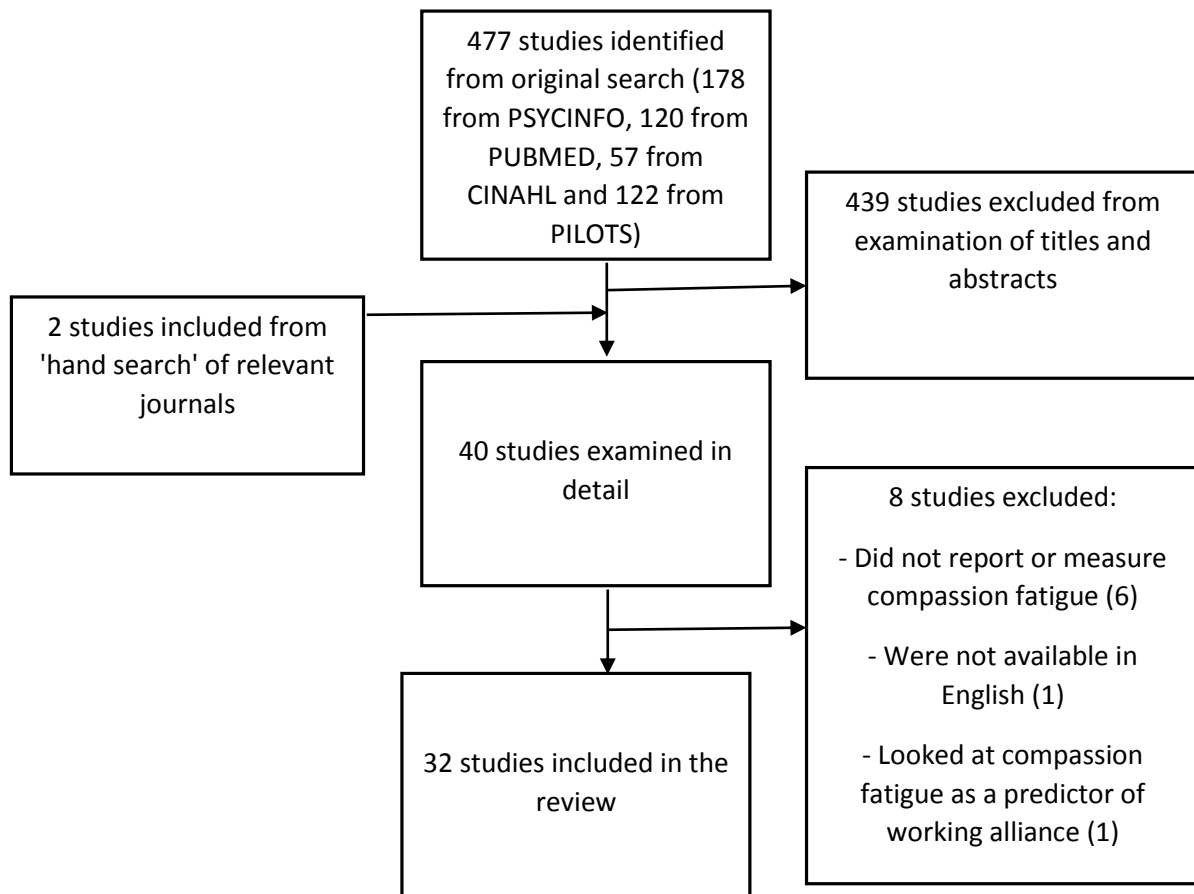 477 studies identified
from original search (178
from PSYCINFO, 120 from
PUBMED, 57 from
CINAHL and 122 from
PILOTS)
439 studies excluded from
examination of titles and
abstracts
2 studies included from
'hand search' of relevant
journals
40 studies examined in
detail
8 studies excluded:
- Did not report or measure
compassion fatigue (6)
- Were not available in
English (1)
- Looked at compassion
fatigue as a predictor of
working alliance (1)
32 studies included in the
review